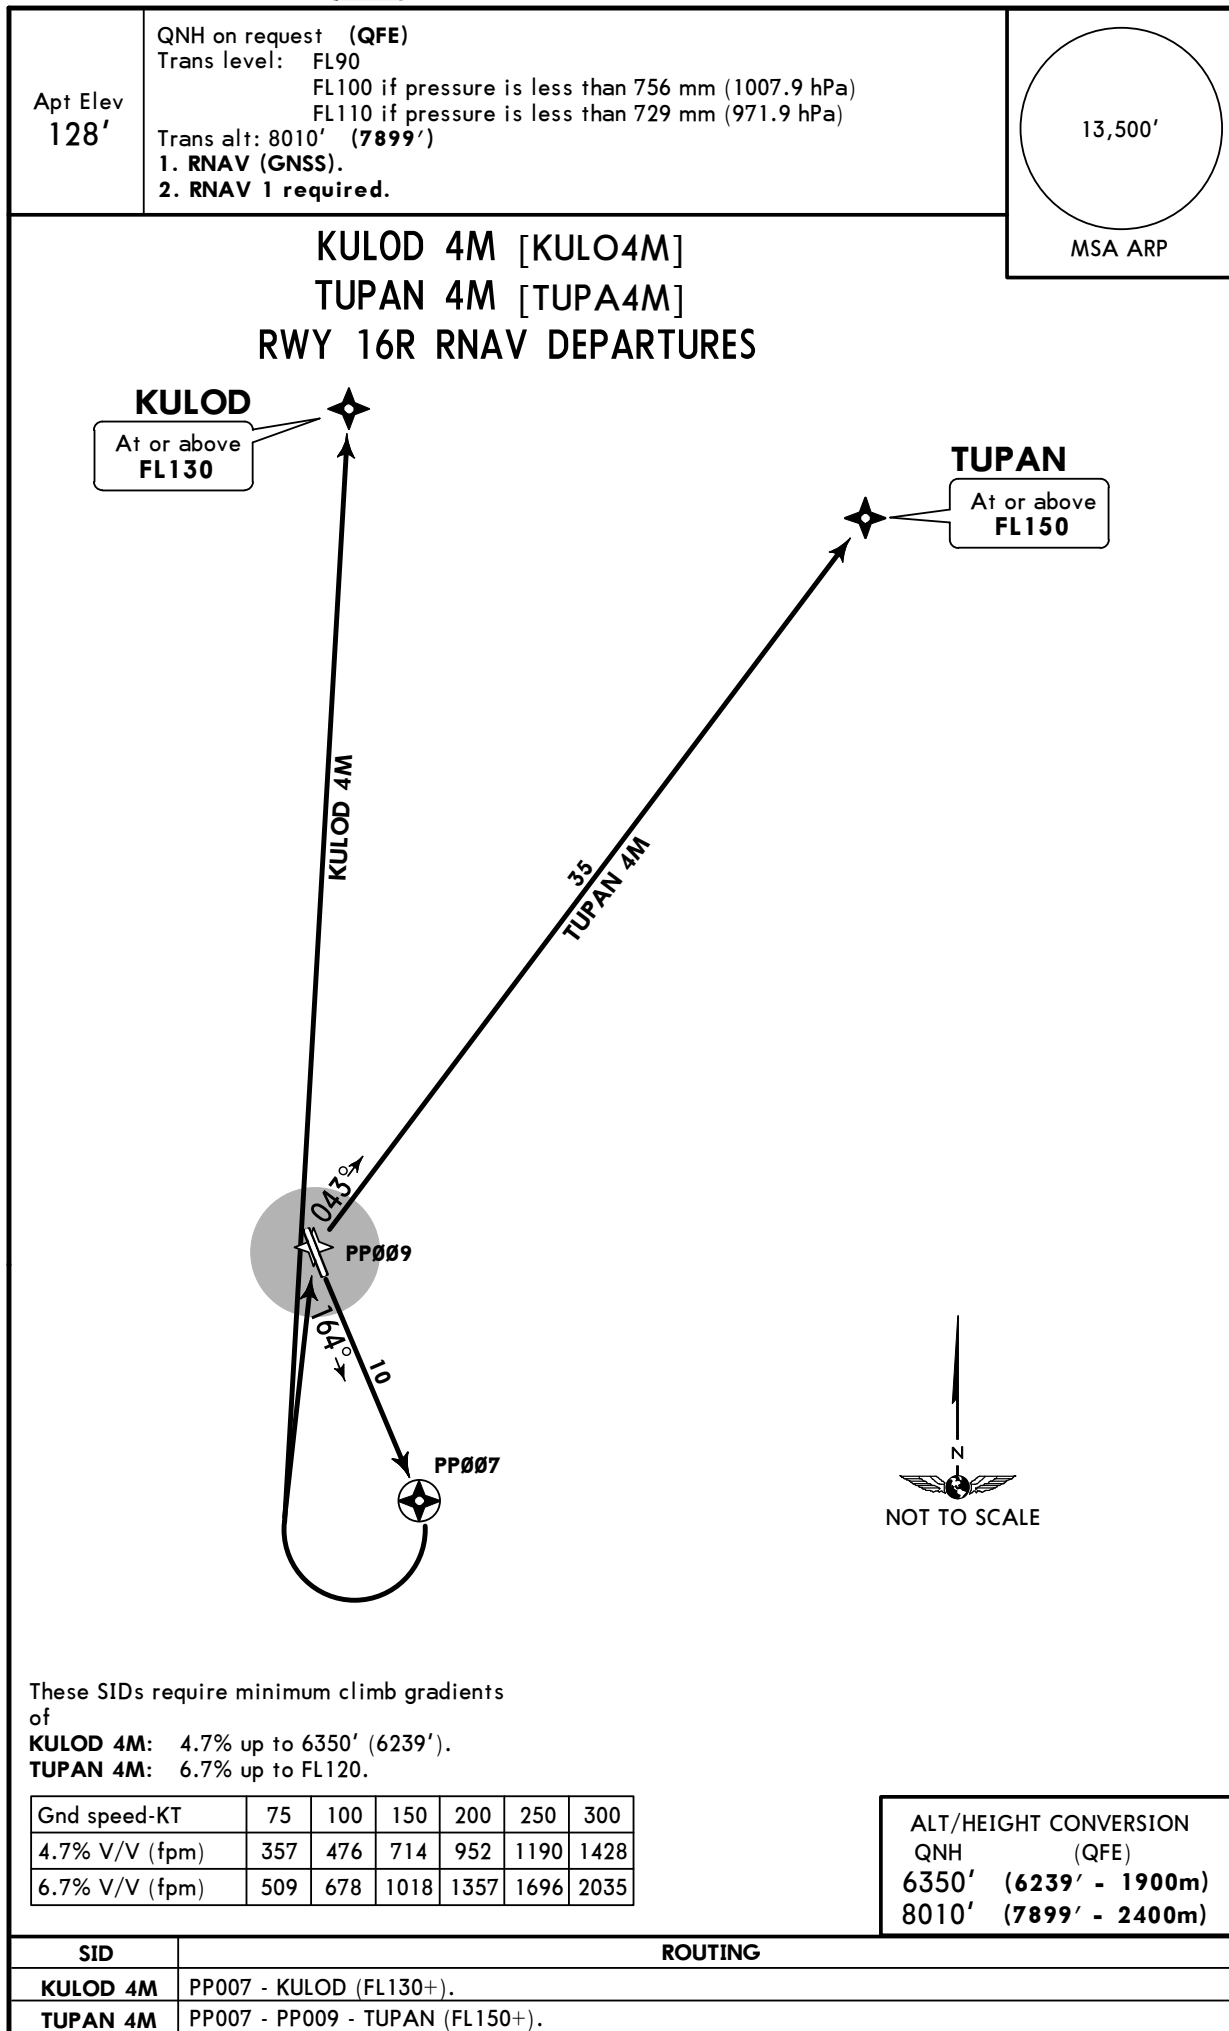 Apt Elev
128'
QNH on request (QFE)
Trans level: FL90
FL100 if pressure is less than 756 mm (1007.9 hPa)
FL110 if pressure is less than 729 mm (971.9 hPa)
Trans alt: 8010' (7899')
1. RNAV (GNSS).
2. RNAV 1 required.
13,500'
MSA ARP
KULOD 4M [KULO4M]
TUPAN 4M [TUPA4M]
RWY 16R RNAV DEPARTURES
KULOD
At or above
FL130
TUPAN
At or above
FL150
KULOD 4M
35
TUPAN 4M
043°
PPØØ9
164°
10
PPØØ7
N
NOT TO SCALE
These SIDs require minimum climb gradients
of
KULOD 4M: 4.7% up to 6350' (6239').
TUPAN 4M: 6.7% up to FL120.
Gnd speed-KT 75 100 150 200 250 300
4.7% V/V (fpm) 357 476 714 952 1190 1428
6.7% V/V (fpm) 509 678 1018 1357 1696 2035
ALT/HEIGHT CONVERSION
QNH (QFE)
6350' (6239' - 1900m)
8010' (7899' - 2400m)
SID ROUTING
KULOD 4M PP007 - KULOD (FL130+).
TUPAN 4M PP007 - PP009 - TUPAN (FL150+).